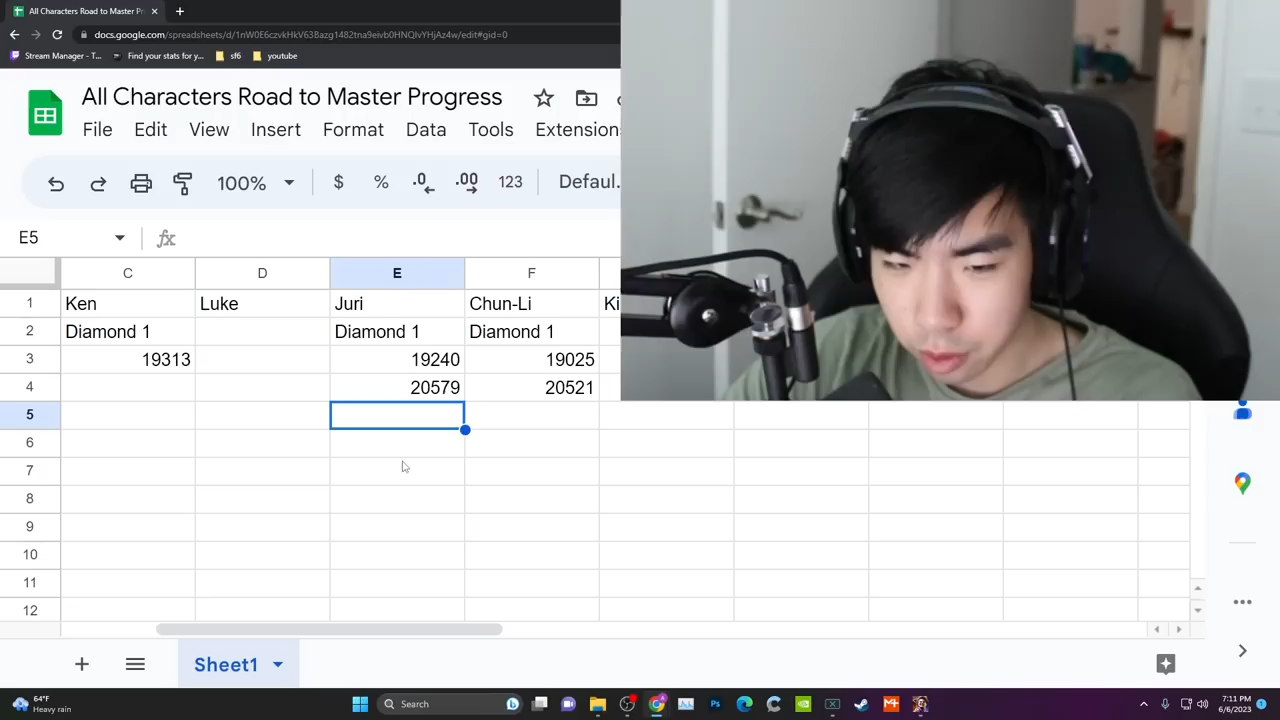 All Characters Road to Master Pr
docs.google.com/spreadsheets/d/1nW0E6czvkHkV63Bazg1482tna9eivb0HNQIvYHjAz4w/edit#gid=0
Stream Manager - T... Find your stats for y... sf6 youtube
All Characters Road to Master Progress
File Edit View Insert Format Data Tools Extension
100% $ % .0 .00 123 Defaul...
E5 fx
C D E F
1 Ken Luke Juri Chun-Li Ki
2 Diamond 1 Diamond 1 Diamond 1
3 19313 19240 19025
4 20579 20521
5
6
7
8
9
10
11
12
Sheet1
64°F
Heavy rain
Search
7:11 PM
6/6/2023